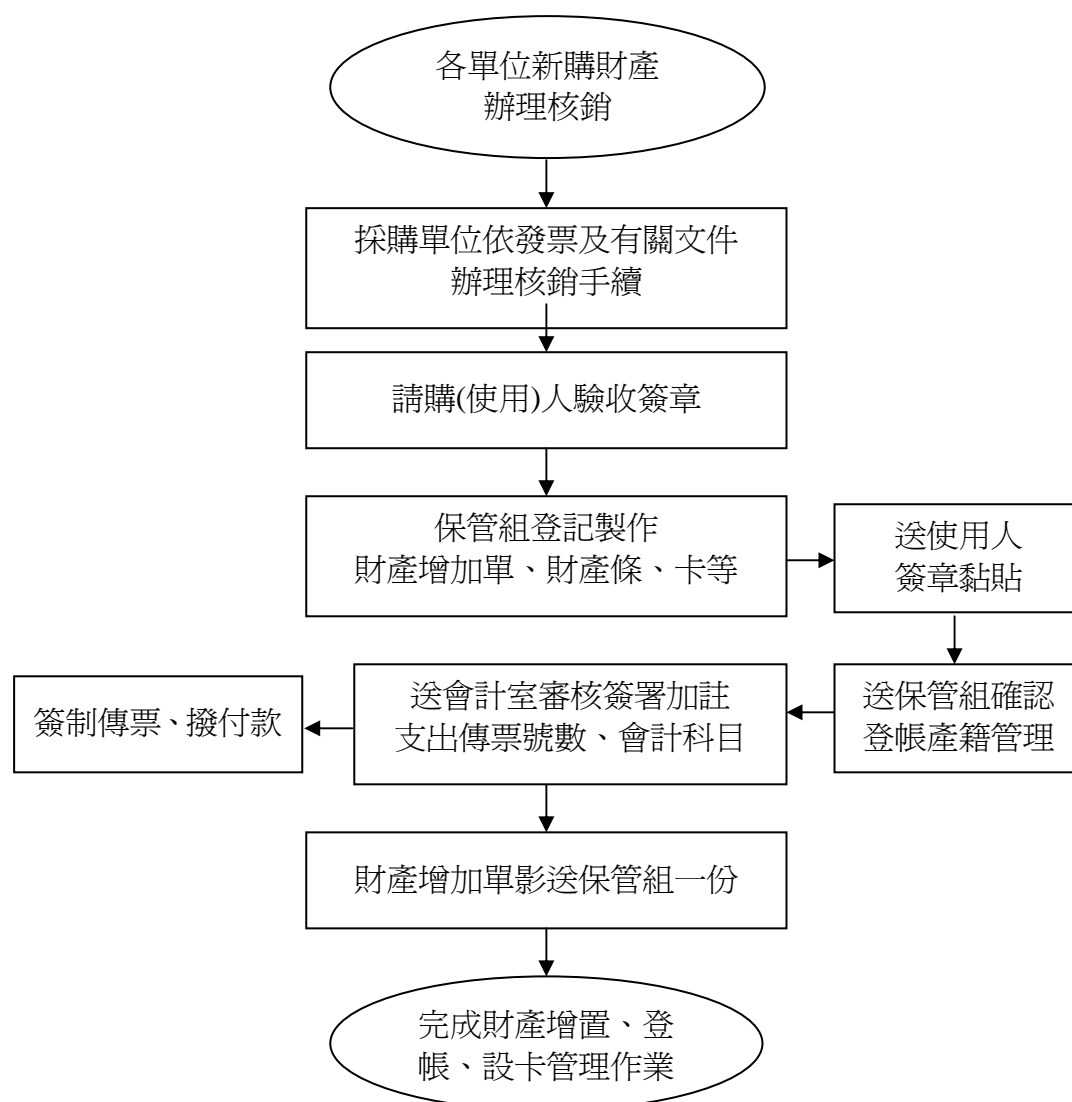 各單位新購財產
辦理核銷
採購單位依發票及有關文件
辦理核銷手續
請購(使用)人驗收簽章
保管組登記製作
財產增加單、財產條、卡等
送使用人
簽章黏貼
送保管組確認
登帳產籍管理
送會計室審核簽署加註
支出傳票號數、會計科目
簽制傳票、撥付款
財產增加單影送保管組一份
完成財產增置、登
帳、設卡管理作業